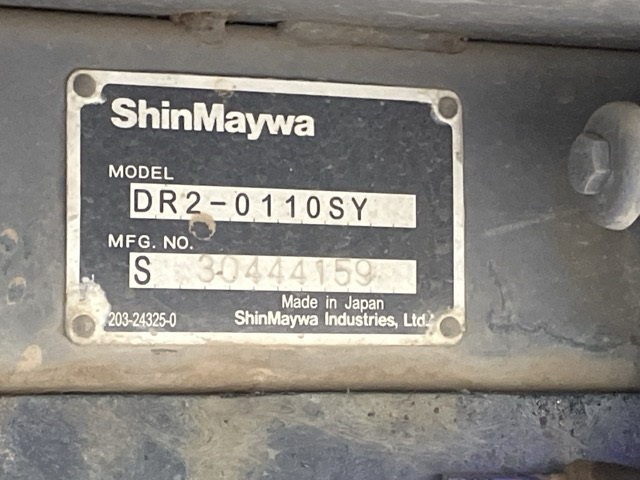 ShinMaywa
MODEL
DR2-0110SY
MFG. NO.
S 30444159
Made in Japan
203-24325-0 ShinMaywa Industries, Ltd.